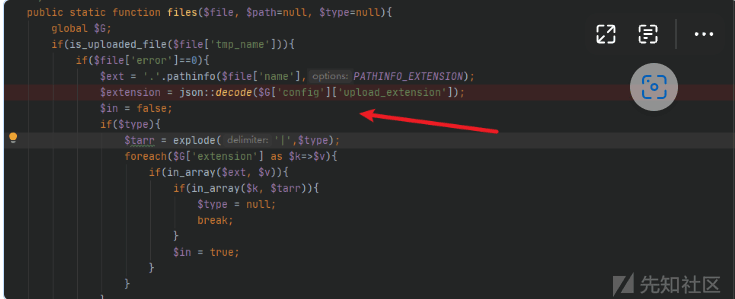 public static function files($file, $path=null, $type=null){
global $G;
if(is_uploaded_file($file['tmp_name'])){
if($file['error']==0){
$ext = '.'.pathinfo($file['name'], options: PATHINFO_EXTENSION);
$extension = json::decode($G['config']['upload_extension']);
$in = false;
if($type){
$tarr = explode( delimiter: '|',$type);
foreach($G['extension'] as $k=>$v){
if(in_array($ext, $v)){
if(in_array($k, $tarr)){
$type = null;
break;
}
$in = true;
}
}
}
先知社区